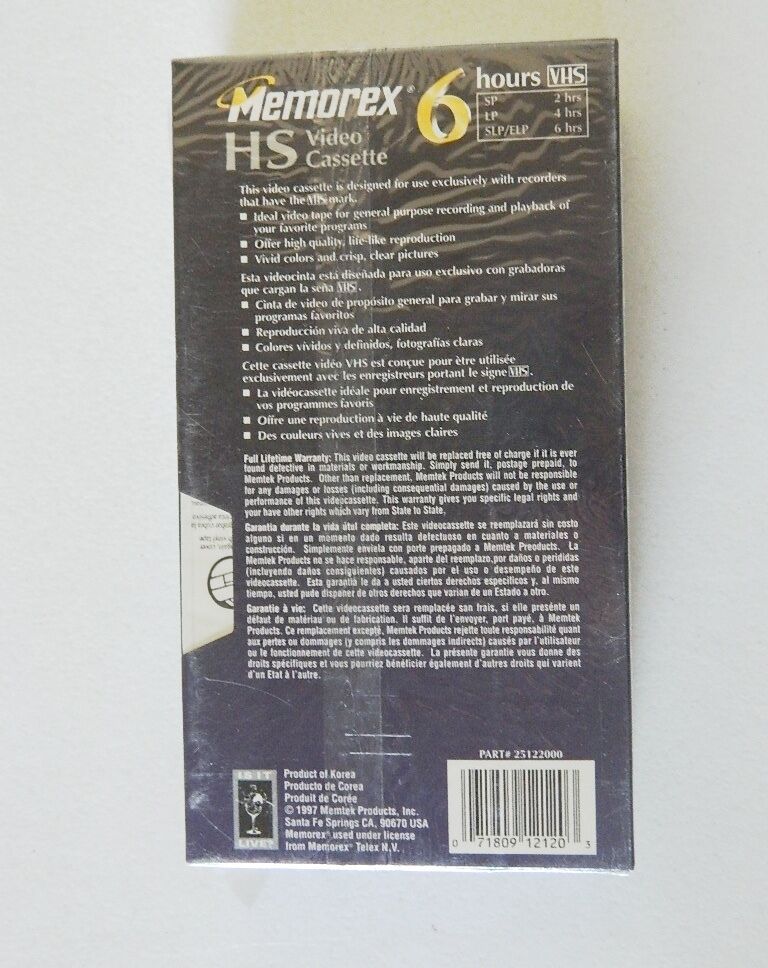 Memorex®
6 hours VHS
SP 2 hrs
LP 4 hrs
SLP/ELP 6 hrs
HS Video
Cassette
This video cassette is designed for use exclusively with recorders
that have the VHS mark.
■ Ideal video tape for general purpose recording and playback of
your favorite programs
■ Offer high quality, life-like reproduction
■ Vivid colors and crisp, clear pictures
Esta videocinta está diseñada para uso exclusivo con grabadoras
que cargan la seña VHS.
■ Cinta de video de propósito general para grabar y mirar sus
programas favoritos
■ Reproducción viva de alta calidad
■ Colores vívidos y definidos, fotografías claras
Cette cassette vidéo VHS est conçue pour ètre utilisée
exclusivement avec les enregistreurs portant le signe VHS.
■ La vidéocassette idéale pour enregistrement et reproduction de
vos programmes favoris
■ Offre une reproduction à vie de haute qualité
■ Des couleurs vives et des images claires
Full Lifetime Warranty: This video cassette will be replaced free of charge if it is ever
found defective in materials or workmanship. Simply send it, postage prepaid, to
Memtek Products. Other than replacement, Memtek Products will not be responsible
for any damages or losses (including consequential damages) caused by the use or
performance of this videocassette. This warranty gives you specific legal rights and
your have other rights which vary from State to State.
Garantía durante la vida útul completa: Este videocassette se reemplazará sin costo
alguno si en un momento dado resulta defectuoso en cuanto a materiales o
construcción. Simplemente envíela con porte prepagado a Memtek Preoducts. La
Memtek Products no se hace responsable, aparte del reemplazo, por daños o perdidas
(incluyendo daños consiguientes) causados por el uso o desempeño de este
videocassette. Esta garantía le da a usted ciertos derechos específicos y, al mismo
tiempo, usted pude disponer de otros derechos que varían de un Estado a otro.
Garantie à vie: Cette videocassette sera remplacée san frais, si elle présente un
défaut de matériau ou de fabrication. Il suffit de l'envoyer, port payé, à Memtek
Products. Ce remplacement excepté, Memtek Products rejette toute responsabilité quant
aux pertes ou dommages (y compris les dommages indirects) causés par l'utilisateur
ou le fonctionnement de cette videocassette. La présente garantie vous donne des
droits spécifiques et vous pourriez bénéficier également d'autres droits qui varient
d'un Etat à l'autre.
PART# 25122000
IS IT
LIVE?
Product of Korea
Producto de Corea
Produit de Corée
© 1997 Memtek Products, Inc.
Santa Fe Springs CA, 90670 USA
Memorex® used under license
from Memorex® Telex N.V.
0 71809 12120 3